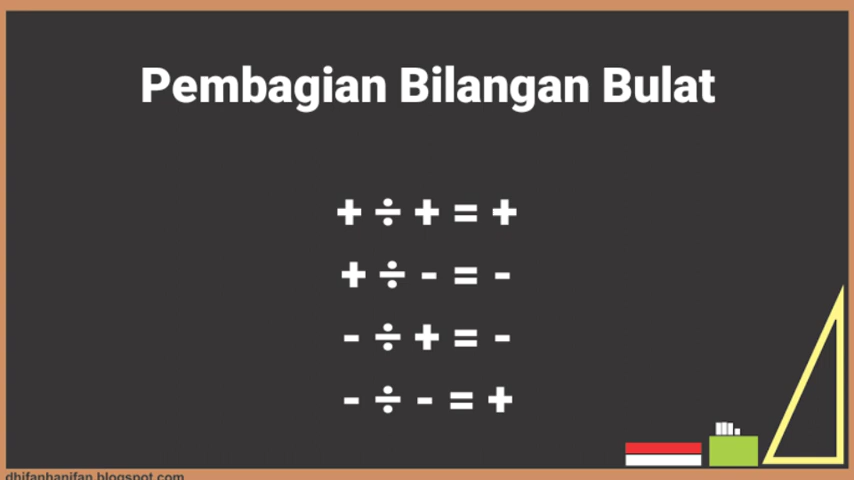 Pembagian Bilangan Bulat
+ ÷ + = +
+ ÷ - = -
- ÷ + = -
- ÷ - = +
dhifanhanifan.blogspot.com